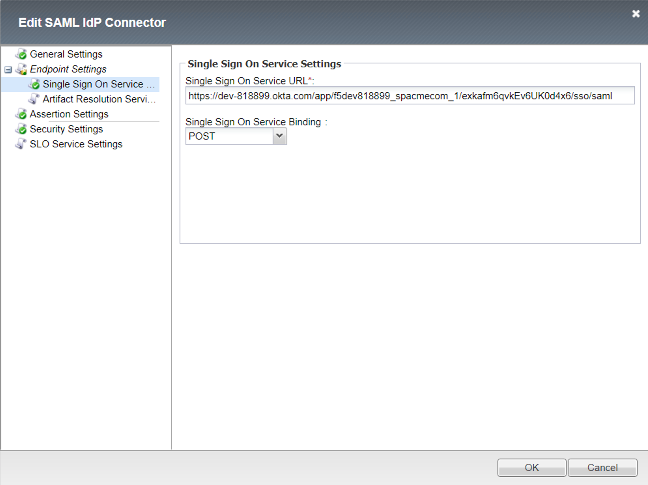 Edit SAML IdP Connector
General Settings
Endpoint Settings
Single Sign On Service ...
Artifact Resolution Servi...
Assertion Settings
Security Settings
SLO Service Settings
Single Sign On Service Settings
Single Sign On Service URL*:
https://dev-818899.okta.com/app/f5dev818899_spacmecom_1/exkafm6qvkEv6UK0d4x6/sso/saml
Single Sign On Service Binding :
POST
OK
Cancel